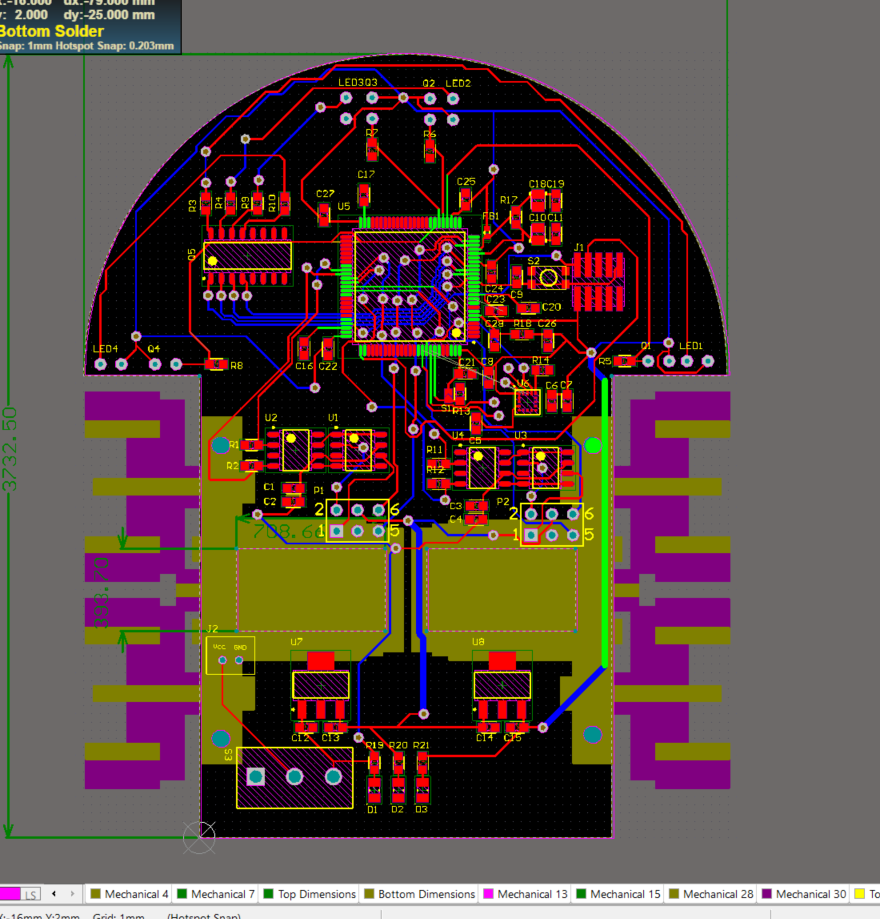 x:-16.000 dx:-79.000 mm
y: 2.000 dy:-25.000 mm
Bottom Solder
Snap: 1mm Hotspot Snap: 0.203mm
LED3Q3 Q2 LED2
R7 R6
C17 C25 C18C19
R3 R4 R9 R10 C27 U5 R17
FB1 C10C11
Q5 S2 J1
C24 C9
C23 C20
C28 R18 C26
LED4 Q4 C16 C22 Q1 LED1
R8 C21 C8 R14 R5
U6 C6 C7
S1 R13
U2 U1 U4 C5 U3
R1 R11
R2 R12
C1 P1 P2
C2 C3
C4
2 6 2 6
1 5 1 5
3732.50
393.70
J2
VCC GND
U7 U8
C12 C13 C14 C15
ES R19 R20 R21
D1 D2 D3
LS Mechanical 4 Mechanical 7 Top Dimensions Bottom Dimensions Mechanical 13 Mechanical 15 Mechanical 28 Mechanical 30 To
X:-16mm Y:2mm Grid: 1mm (Hotspot Snap)